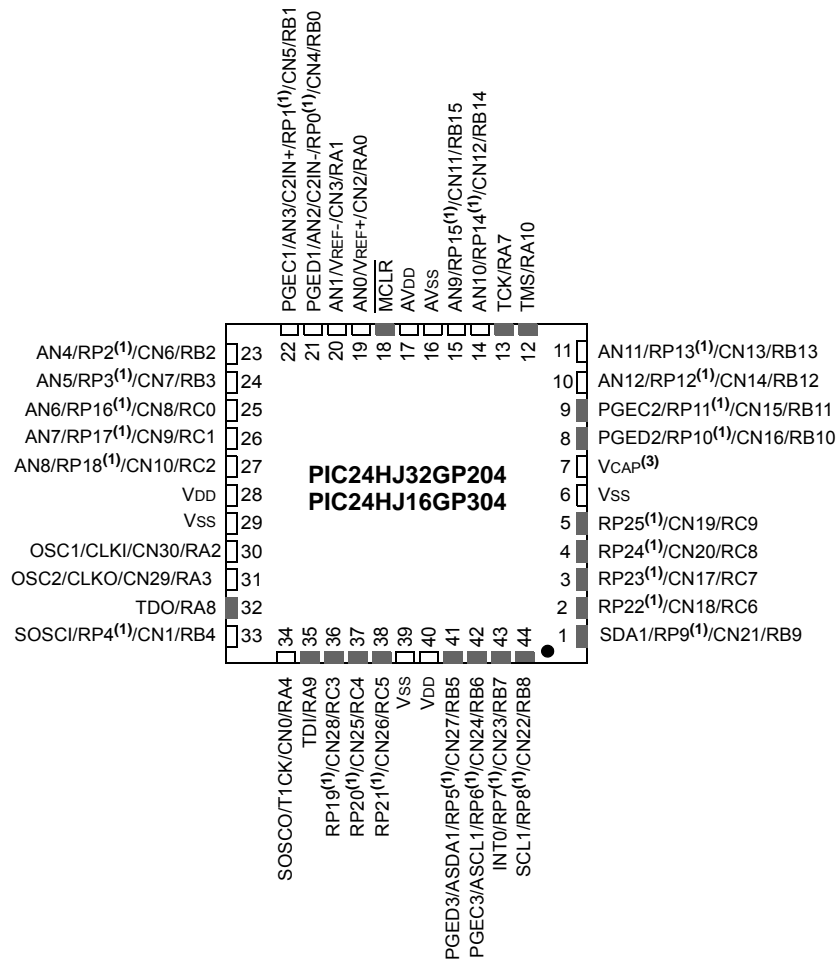 PGEC1/AN3/C2IN+/RP1(1)/CN5/RB1
PGED1/AN2/C2IN-/RP0(1)/CN4/RB0
AN1/VREF-/CN3/RA1
AN0/VREF+/CN2/RA0
MCLR
AVDD
AVSS
AN9/RP15(1)/CN11/RB15
AN10/RP14(1)/CN12/RB14
TCK/RA7
TMS/RA10
22 21 20 19 18 17 16 15 14 13 12
AN4/RP2(1)/CN6/RB2 23
AN5/RP3(1)/CN7/RB3 24
AN6/RP16(1)/CN8/RC0 25
AN7/RP17(1)/CN9/RC1 26
AN8/RP18(1)/CN10/RC2 27
VDD 28
VSS 29
OSC1/CLKI/CN30/RA2 30
OSC2/CLKO/CN29/RA3 31
TDO/RA8 32
SOSCI/RP4(1)/CN1/RB4 33
PIC24HJ32GP204
PIC24HJ16GP304
11 AN11/RP13(1)/CN13/RB13
10 AN12/RP12(1)/CN14/RB12
9 PGEC2/RP11(1)/CN15/RB11
8 PGED2/RP10(1)/CN16/RB10
7 VCAP(3)
6 VSS
5 RP25(1)/CN19/RC9
4 RP24(1)/CN20/RC8
3 RP23(1)/CN17/RC7
2 RP22(1)/CN18/RC6
1 SDA1/RP9(1)/CN21/RB9
34 35 36 37 38 39 40 41 42 43 44
SOSCO/T1CK/CN0/RA4
TDI/RA9
RP19(1)/CN28/RC3
RP20(1)/CN25/RC4
RP21(1)/CN26/RC5
VSS
VDD
PGED3/ASDA1/RP5(1)/CN27/RB5
PGEC3/ASCL1/RP6(1)/CN24/RB6
INT0/RP7(1)/CN23/RB7
SCL1/RP8(1)/CN22/RB8